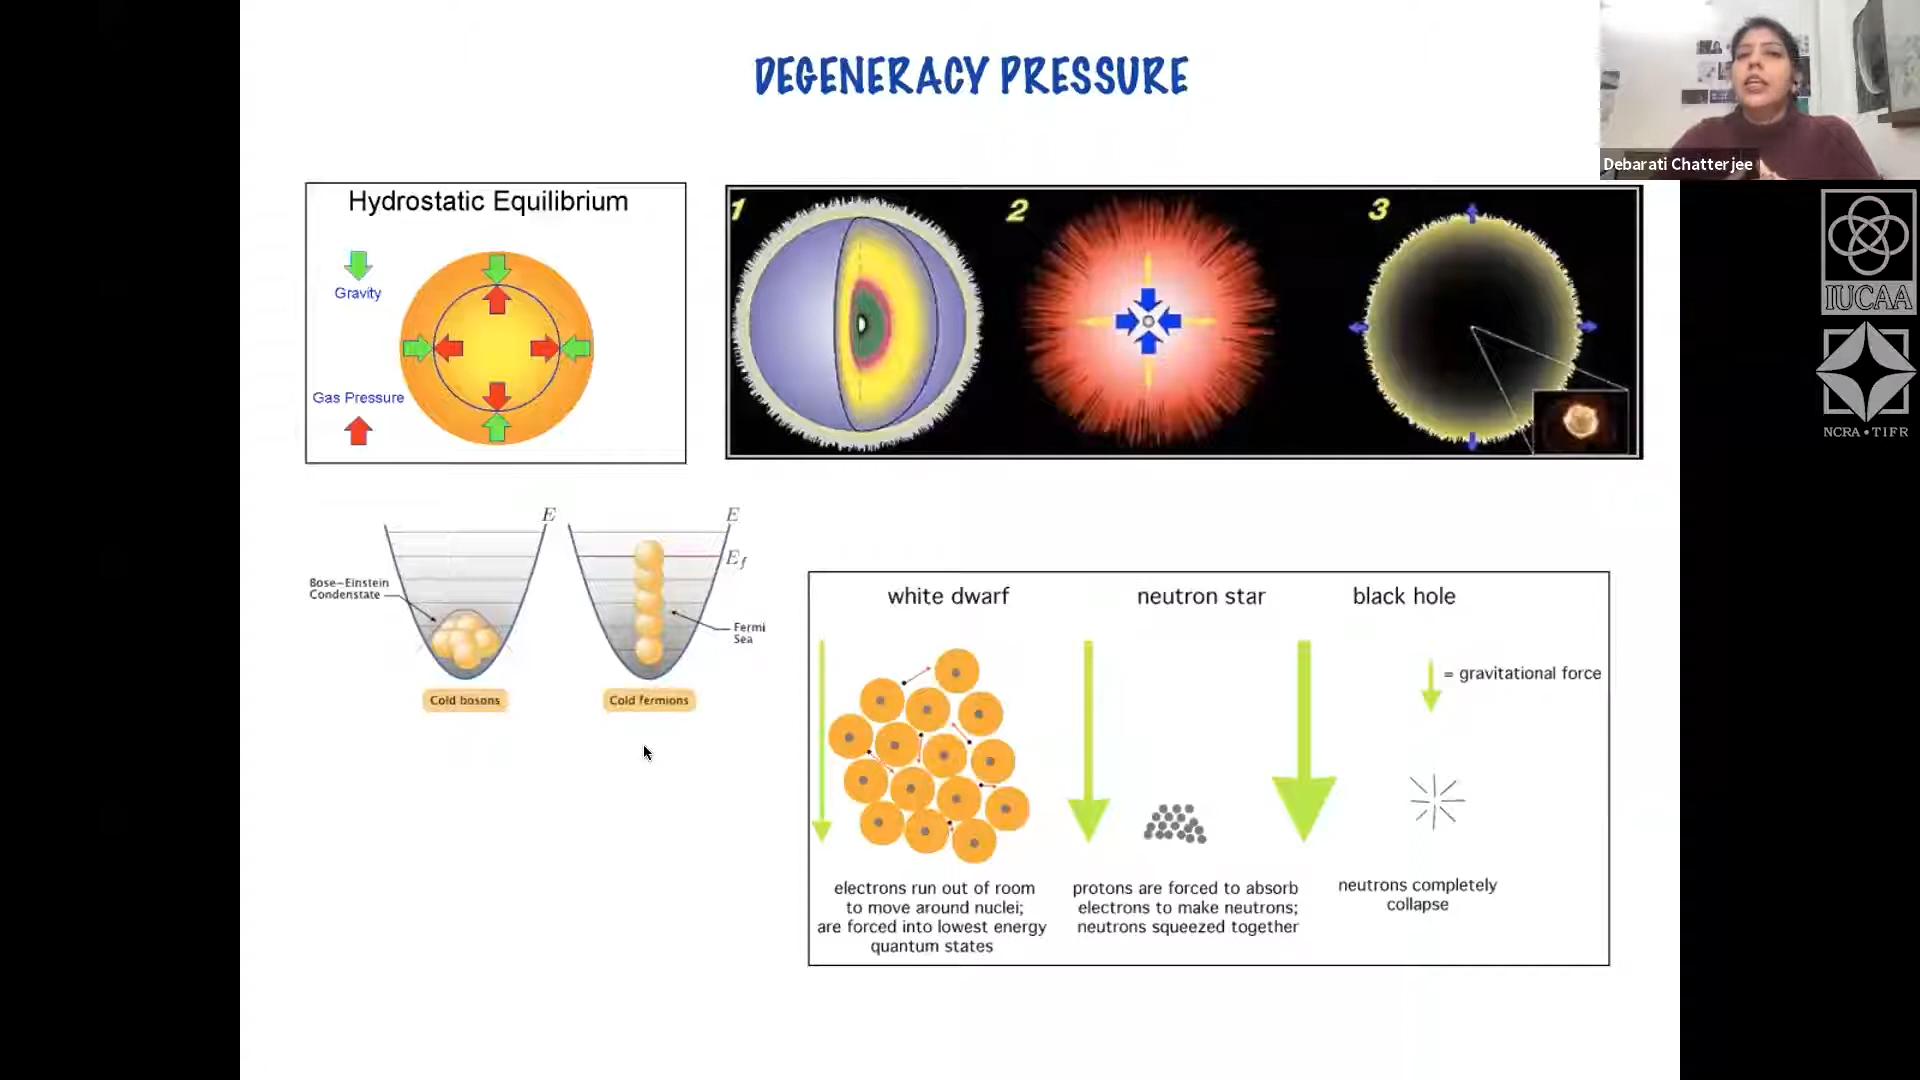 DEGENERACY PRESSURE
Debarati Chatterjee
IUCAA
NCRA • TIFR
Hydrostatic Equilibrium
Gravity
Gas Pressure
1
2
3
E
E
Ef
Bose-Einstein
Condenstate
Fermi
Sea
Cold bosons
Cold fermions
white dwarf
neutron star
black hole
= gravitational force
electrons run out of room
to move around nuclei;
are forced into lowest energy
quantum states
protons are forced to absorb
electrons to make neutrons;
neutrons squeezed together
neutrons completely
collapse